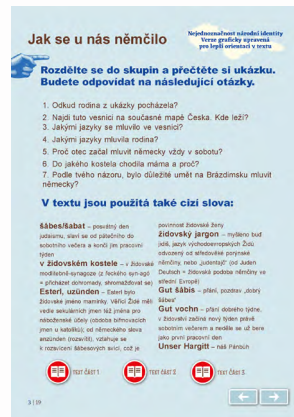 Jak se u nás němčilo
Nejednoznačnost národní identity
Verze graficky upravená
pro lepší orientaci v textu
Rozdělte se do skupin a přečtěte si ukázku.
Budete odpovídat na následující otázky.
1. Odkud rodina z ukázky pocházela?
2. Najdi tuto vesnici na současné mapě Česka. Kde leží?
3. Jakými jazyky se mluvilo ve vesnici?
4. Jakými jazyky mluvila rodina?
5. Proč otec začal mluvit německy vždy v sobotu?
6. Do jakého kostela chodila máma a proč?
7. Podle tvého názoru, bylo důležité umět na Brázdimsku mluvit
německy?
V textu jsou použitá také cizí slova:
šábes/šabat – posvátný den
judaismu, slaví se od pátečního do
sobotního večera a končí jím pracovní
týden
v židovském kostele – v židovské
modlitebně-synagoze (z řeckého syn-agó
= přicházet dohromady, shromažďovat se)
Esterl, uzünden – Esterl bylo
židovské jméno maminky. Věřící Židé měli
vedle sekulárních jmen též jména pro
náboženské účely (obdoba biřmovacích
jmen u katolíků); od německého slova
anzünden (rozsvítit), vztahuje se
k rozsvícení šábesových svící, což je
povinnost židovské ženy
židovský jargon – myšleno buď
jidiš, jazyk východoevropských Židů
odvozený od středověké porýnské
němčiny, nebo „judendajč“ (od Juden
Deutsch = židovská podoba němčiny ve
střední Evropě)
Gut šábis – přání, pozdrav „dobrý
šábes“
Gut vochn – přání dobrého týdne,
v židovství začíná nový týden právě
sobotním večerem a neděle se už bere
jako první pracovní den
Unser Hargitt – náš Pánbůh
TEXT ČÁST 1
TEXT ČÁST 2
TEXT ČÁST 3
3 | 19